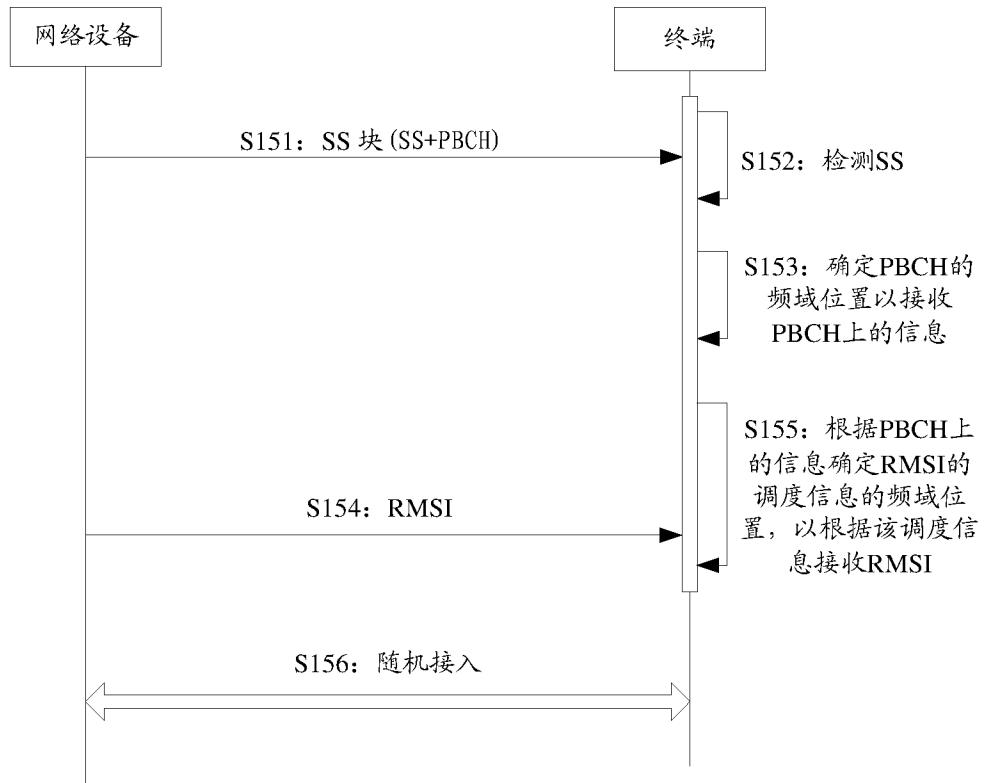 网络设备
终端
S151：SS 块(SS+PBCH)
S152：检测SS
S153：确定PBCH的
频域位置以接收
PBCH上的信息
S155：根据PBCH上
的信息确定RMSI的
调度信息的频域位
置，以根据该调度信
息接收RMSI
S154：RMSI
S156：随机接入